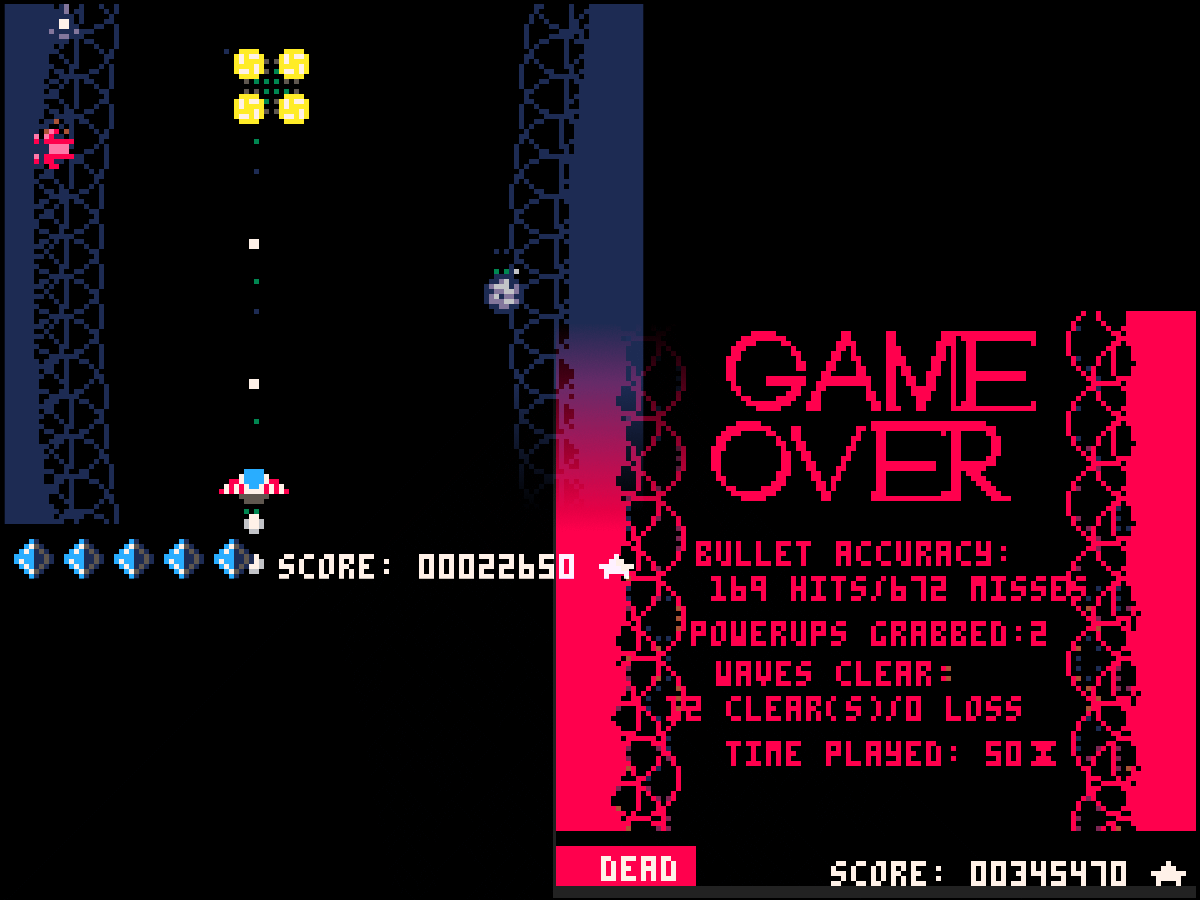 SCORE: 00022650
GAME
OVER
BULLET ACCURACY:
169 HITS/672 MISSES
POWERUPS GRABBED:2
WAVES CLEAR:
CLEAR(S)/0 LOSS
TIME PLAYED: 50
DEAD
SCORE: 00345470